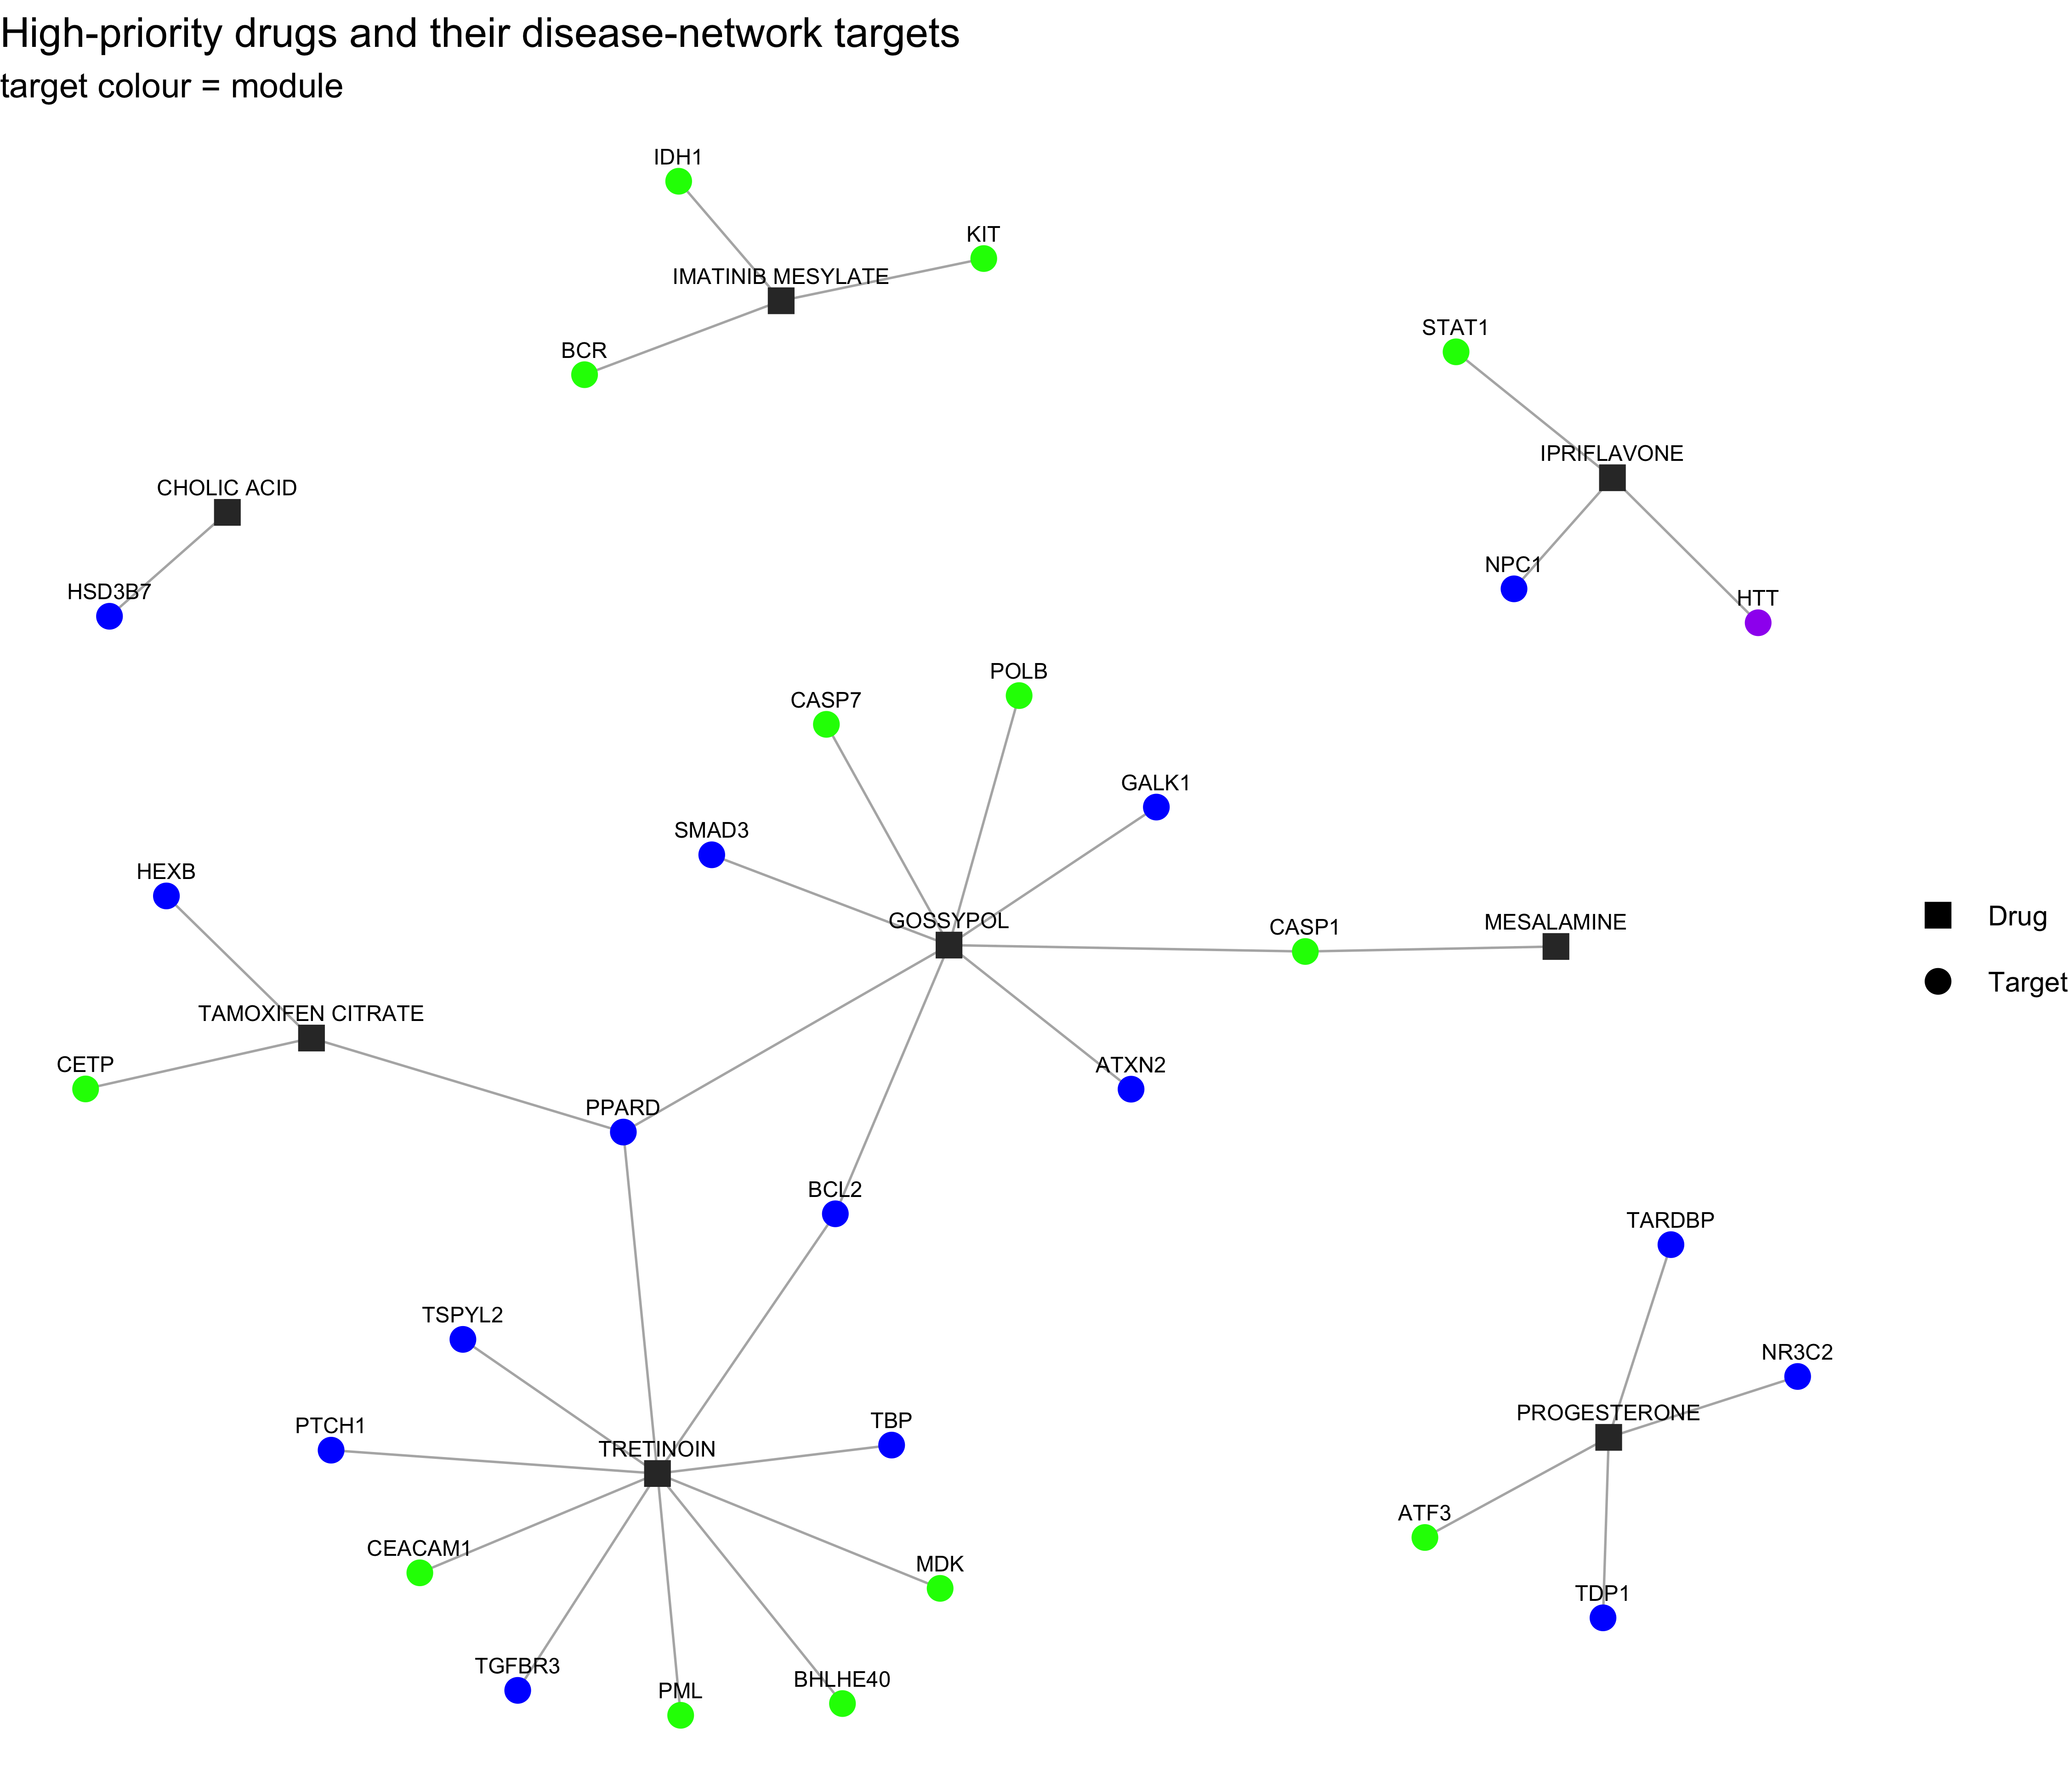 High-priority drugs and their disease-network targets
target colour = module
IDH1
KIT
IMATINIB MESYLATE
STAT1
BCR
IPRIFLAVONE
CHOLIC ACID
NPC1
HSD3B7
HTT
POLB
CASP7
GALK1
SMAD3
HEXB
GOSSYPOL
CASP1
MESALAMINE
Drug
Target
TAMOXIFEN CITRATE
CETP
ATXN2
PPARD
BCL2
TARDBP
TSPYL2
NR3C2
PTCH1
TBP
PROGESTERONE
TRETINOIN
ATF3
CEACAM1
MDK
TDP1
TGFBR3
BHLHE40
PML